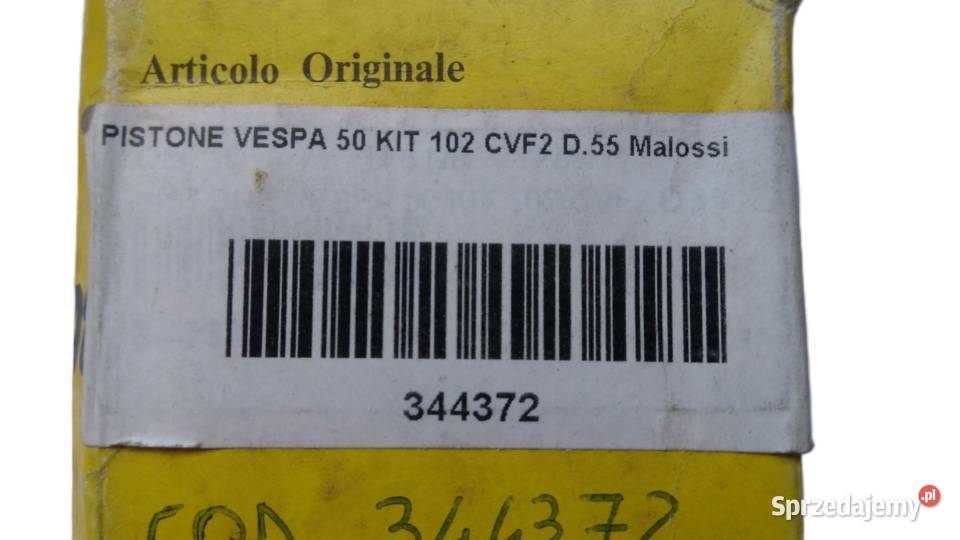 Articolo Originale
PISTONE VESPA 50 KIT 102 CVF2 D.55 Malossi
344372
COD 344372
Sprzedajemy.pl